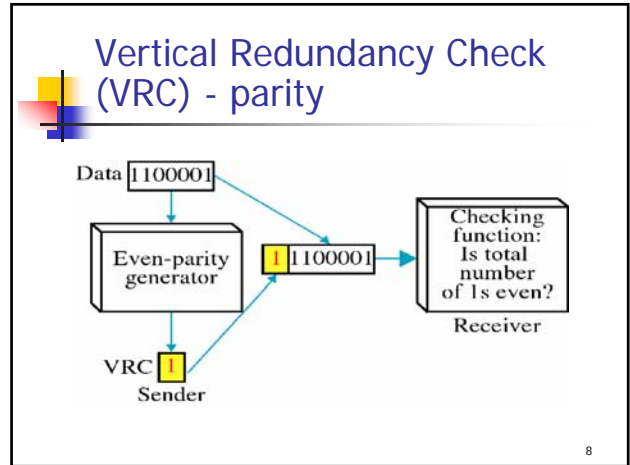 Vertical Redundancy Check
(VRC) - parity
Data 1100001
Even-parity
generator
VRC 1
Sender
1 1100001
Checking
function:
Is total
number
of 1s even?
Receiver
8